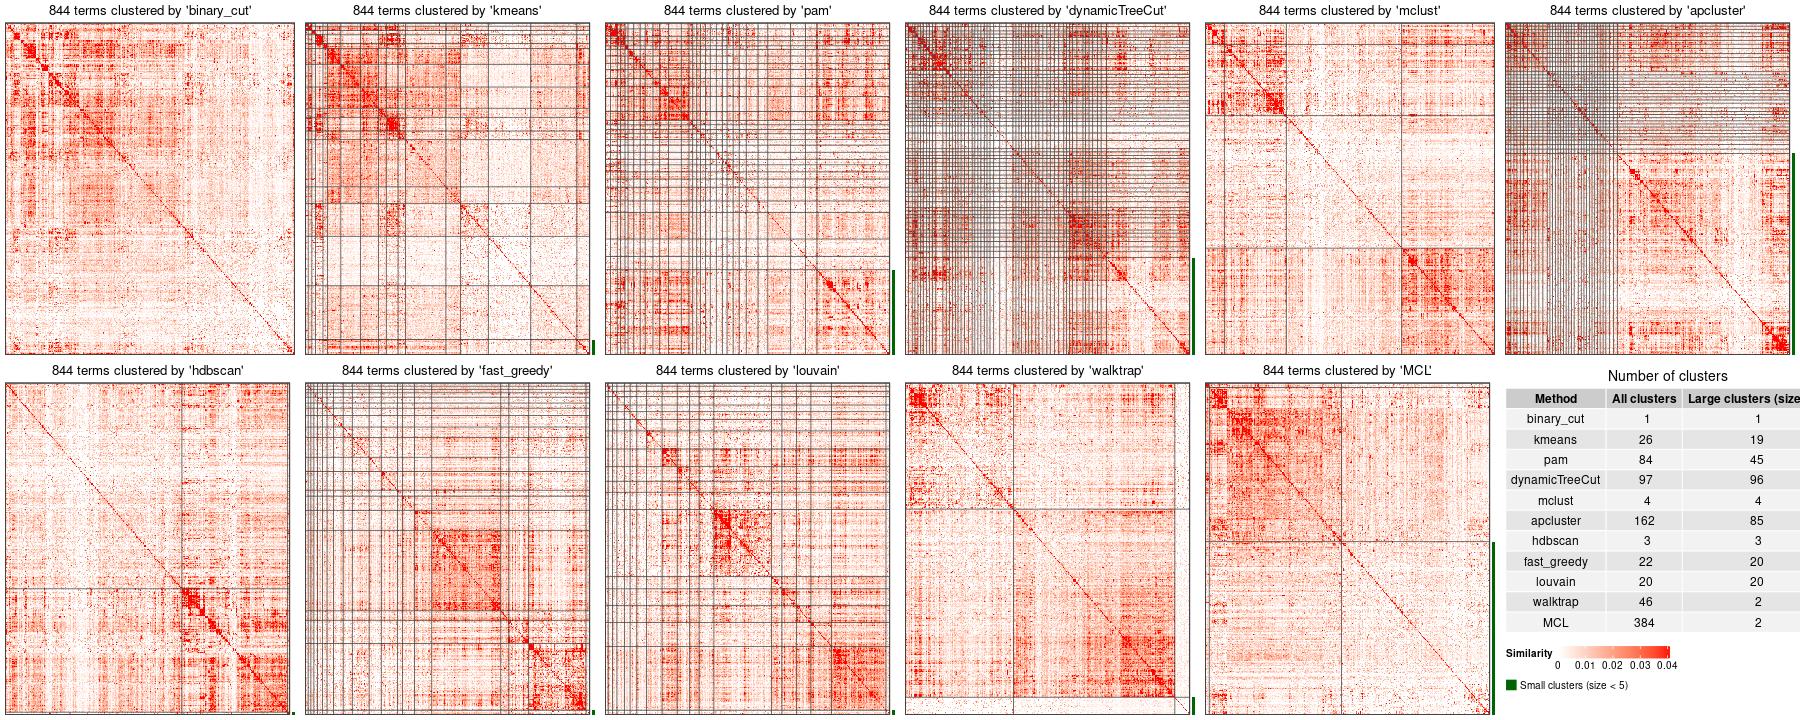 844 terms clustered by 'binary_cut'
844 terms clustered by 'kmeans'
844 terms clustered by 'pam'
844 terms clustered by 'dynamicTreeCut'
844 terms clustered by 'mclust'
844 terms clustered by 'apcluster'
844 terms clustered by 'hdbscan'
844 terms clustered by 'fast_greedy'
844 terms clustered by 'louvain'
844 terms clustered by 'walktrap'
844 terms clustered by 'MCL'
Number of clusters
Method All clusters Large clusters (size
binary_cut 1 1
kmeans 26 19
pam 84 45
dynamicTreeCut 97 96
mclust 4 4
apcluster 162 85
hdbscan 3 3
fast_greedy 22 20
louvain 20 20
walktrap 46 2
MCL 384 2
Similarity
0 0.01 0.02 0.03 0.04
Small clusters (size < 5)